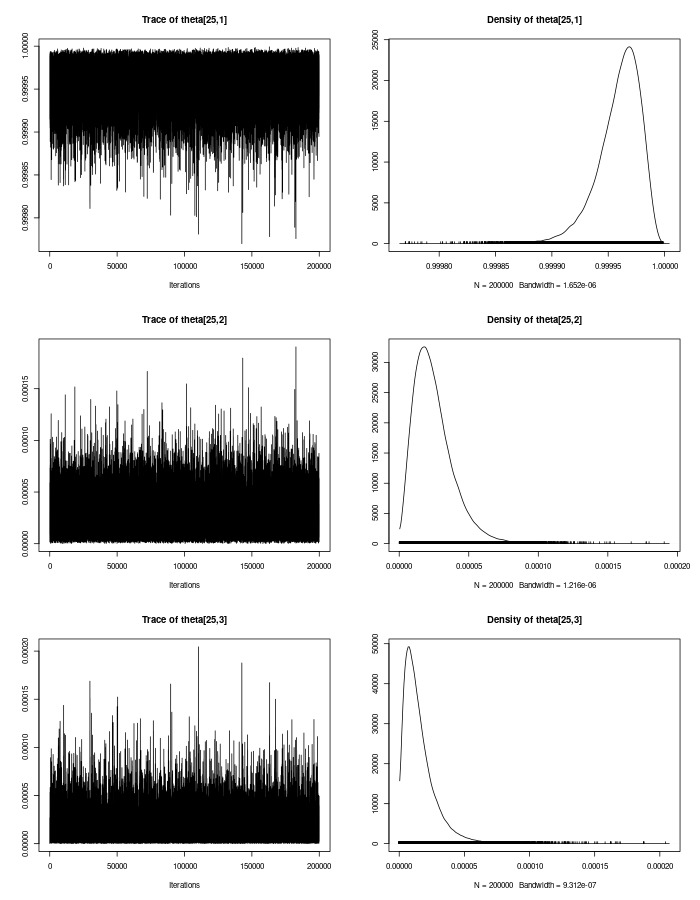 Trace of theta[25,1]
1.00000
0.99995
0.99990
0.99985
0.99980
0 50000 100000 150000 200000
Iterations
Density of theta[25,1]
25000
20000
15000
10000
5000
0
0.99980 0.99985 0.99990 0.99995 1.00000
N = 200000 Bandwidth = 1.652e-06
Trace of theta[25,2]
0.00015
0.00010
0.00005
0.00000
0 50000 100000 150000 200000
Iterations
Density of theta[25,2]
30000
25000
20000
15000
10000
5000
0
0.00000 0.00005 0.00010 0.00015 0.00020
N = 200000 Bandwidth = 1.216e-06
Trace of theta[25,3]
0.00020
0.00015
0.00010
0.00005
0.00000
0 50000 100000 150000 200000
Iterations
Density of theta[25,3]
50000
40000
30000
20000
10000
0
0.00000 0.00005 0.00010 0.00015 0.00020
N = 200000 Bandwidth = 9.312e-07